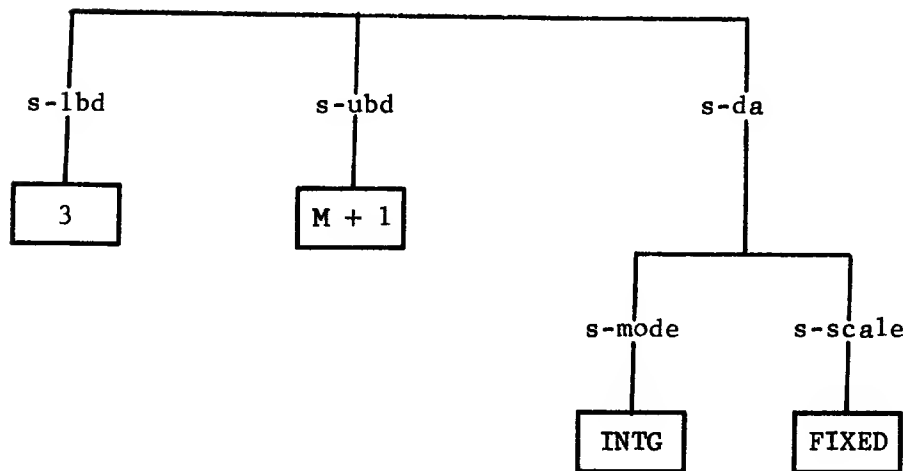 s-lbd s-ubd s-da
3 M + 1
s-mode s-scale
INTG FIXED